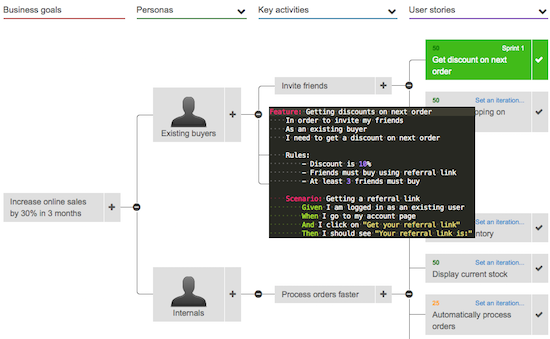 Business goals
Personas
Key activities
User stories
50 Sprint 1
Get discount on next
order
Invite friends
50 Set an iteration...
pping on
Existing buyers
Feature: Getting discounts on next order
In order to invite my friends
As an existing buyer
I need to get a discount on next order
Rules:
- Discount is 10%
- Friends must buy using referral link
- At least 3 friends must buy
Scenario: Getting a referral link
Given I am logged in as an existing user
When I go to my account page
And I click on "Get your referral link"
Then I should see "Your referral link is:"
Increase online sales
by 30% in 3 months
Set an iteration...
ntory
50 Set an iteration...
Display current stock
Process orders faster
Internals
25 Set an iteration...
Automatically process
orders